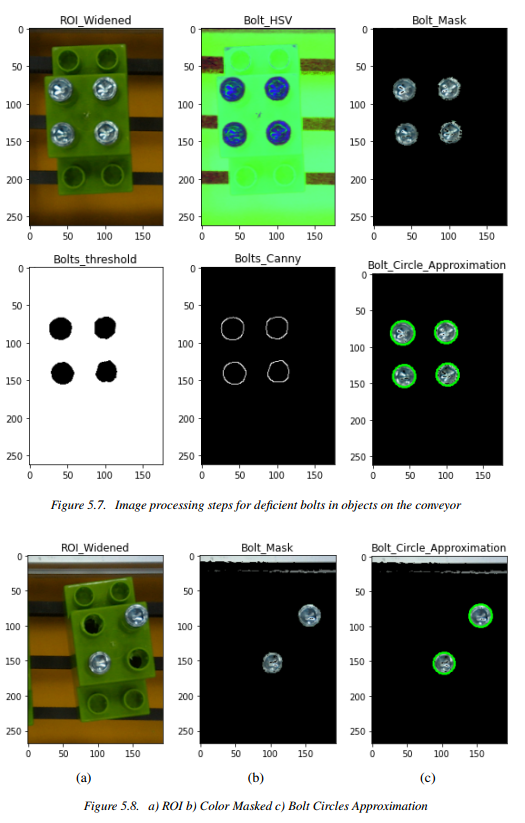 ROI_Widened
Bolt_HSV
Bolt_Mask
0
50
100
150
200
250
0 50 100 150
0
50
100
150
200
250
0 50 100 150
0
50
100
150
200
250
0 50 100 150
Bolts_threshold
Bolts_Canny
Bolt_Circle_Approximation
0
50
100
150
200
250
0 50 100 150
0
50
100
150
200
250
0 50 100 150
0
50
100
150
200
250
0 50 100 150
Figure 5.7. Image processing steps for deficient bolts in objects on the conveyor
ROI_Widened
Bolt_Mask
Bolt_Circle_Approximation
0
50
100
150
200
250
0 50 100 150
0
50
100
150
200
250
0 50 100 150
0
50
100
150
200
250
0 50 100 150
(a)
(b)
(c)
Figure 5.8. a) ROI b) Color Masked c) Bolt Circles Approximation